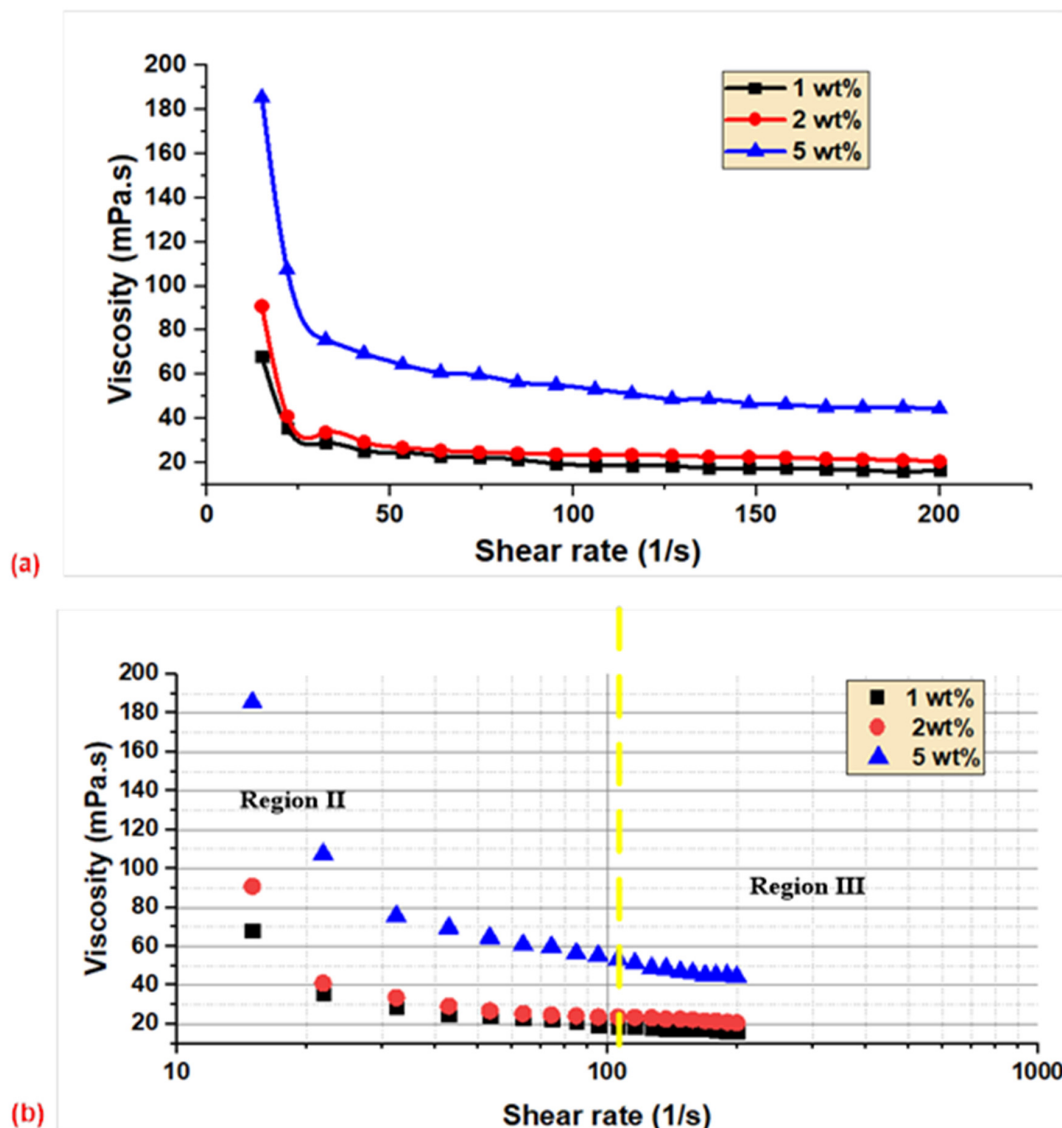 200
180
160
140
120
100
80
60
40
20
Viscosity (mPa.s)
1 wt%
2 wt%
5 wt%
0 50 100 150 200
Shear rate (1/s)
(a)
200
180
160
140
120
100
80
60
40
20
Viscosity (mPa.s)
1 wt%
2wt%
5 wt%
Region II
Region III
10 100 1000
Shear rate (1/s)
(b)